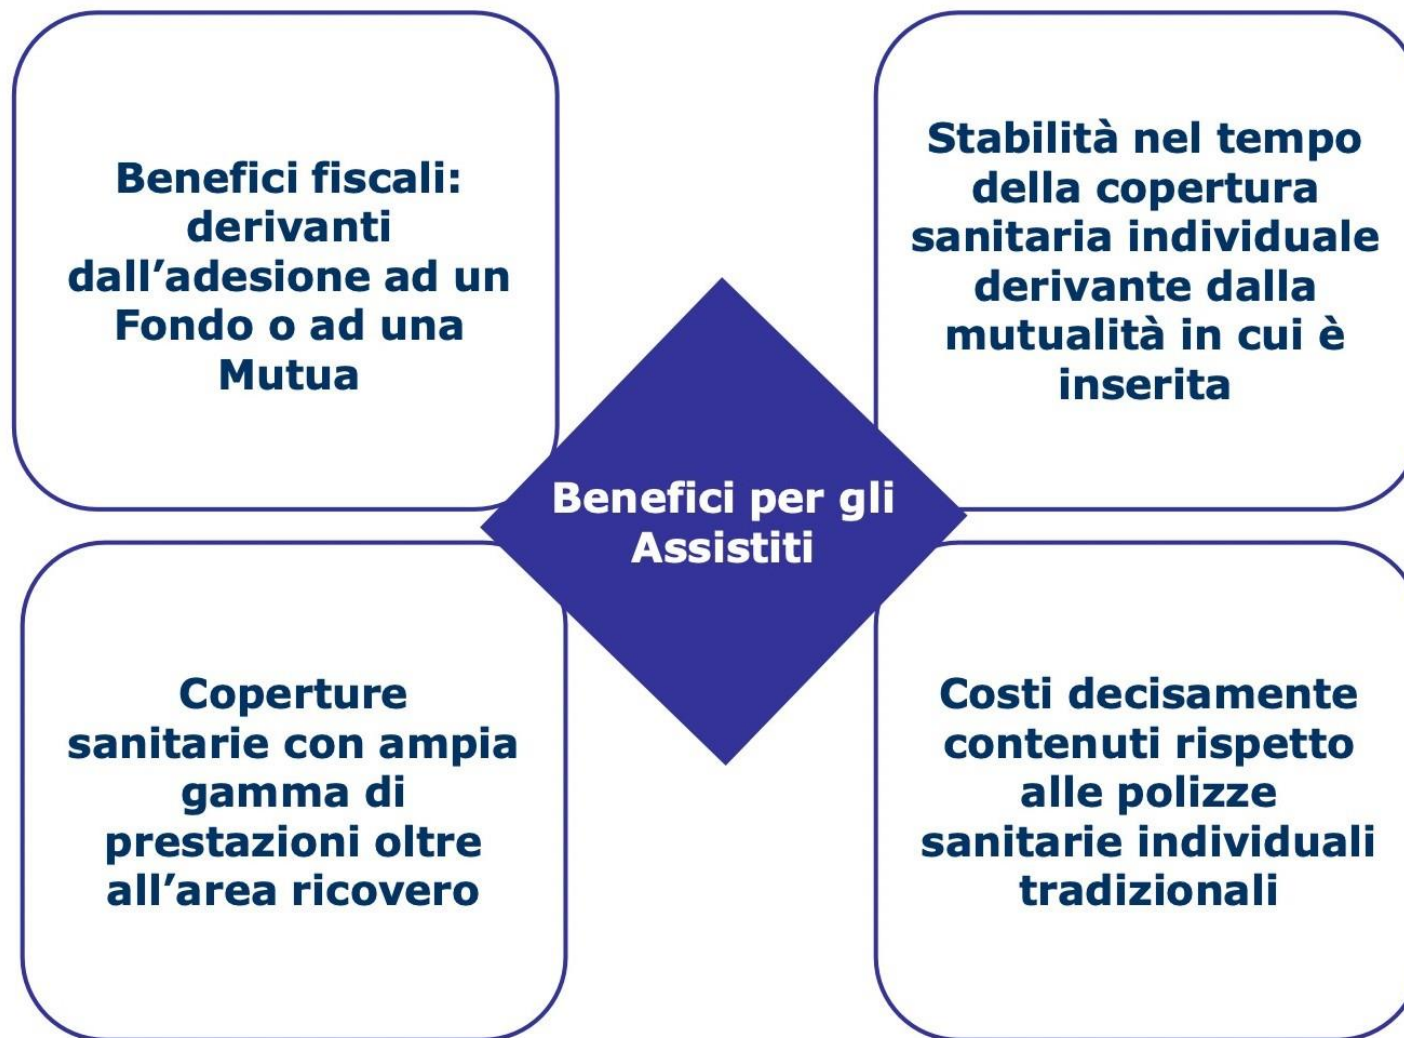 Benefici fiscali:
derivanti
dall’adesione ad un
Fondo o ad una
Mutua
Stabilità nel tempo
della copertura
sanitaria individuale
derivante dalla
mutualità in cui è
inserita
Benefici per gli
Assistiti
Coperture
sanitarie con ampia
gamma di
prestazioni oltre
all’area ricovero
Costi decisamente
contenuti rispetto
alle polizze
sanitarie individuali
tradizionali